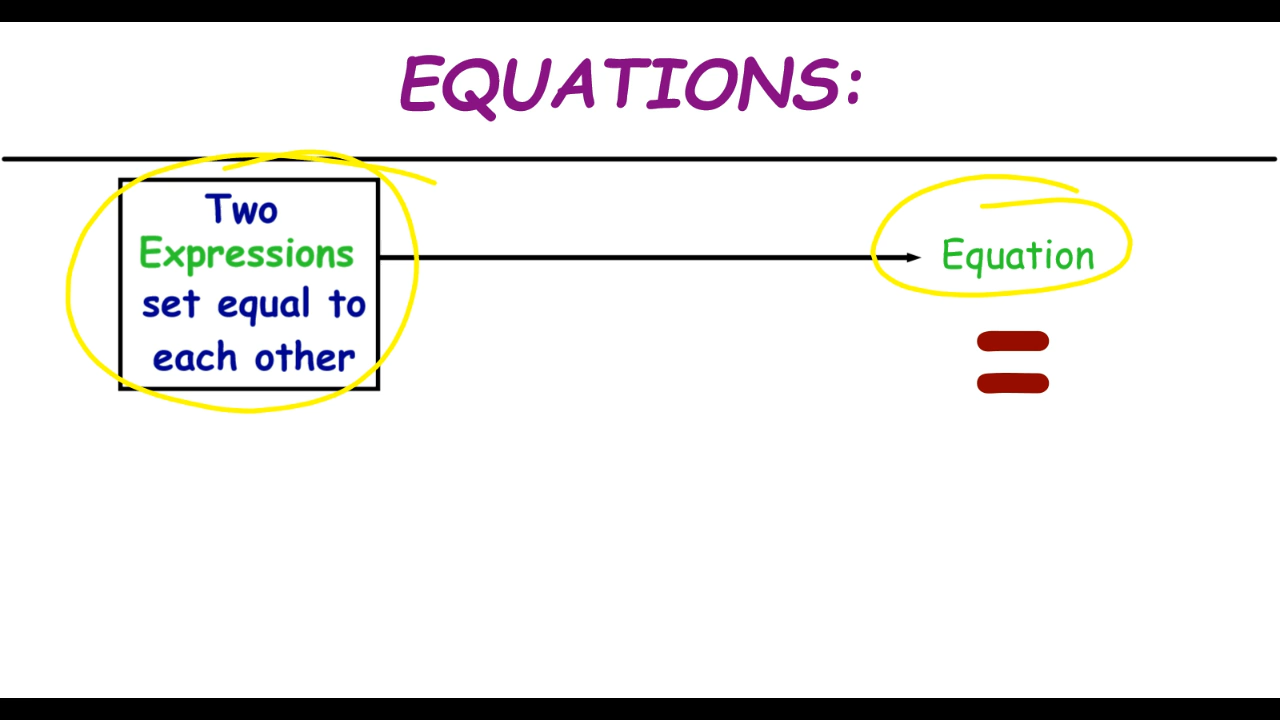 EQUATIONS:
Two
Expressions
set equal to
each other
Equation
=